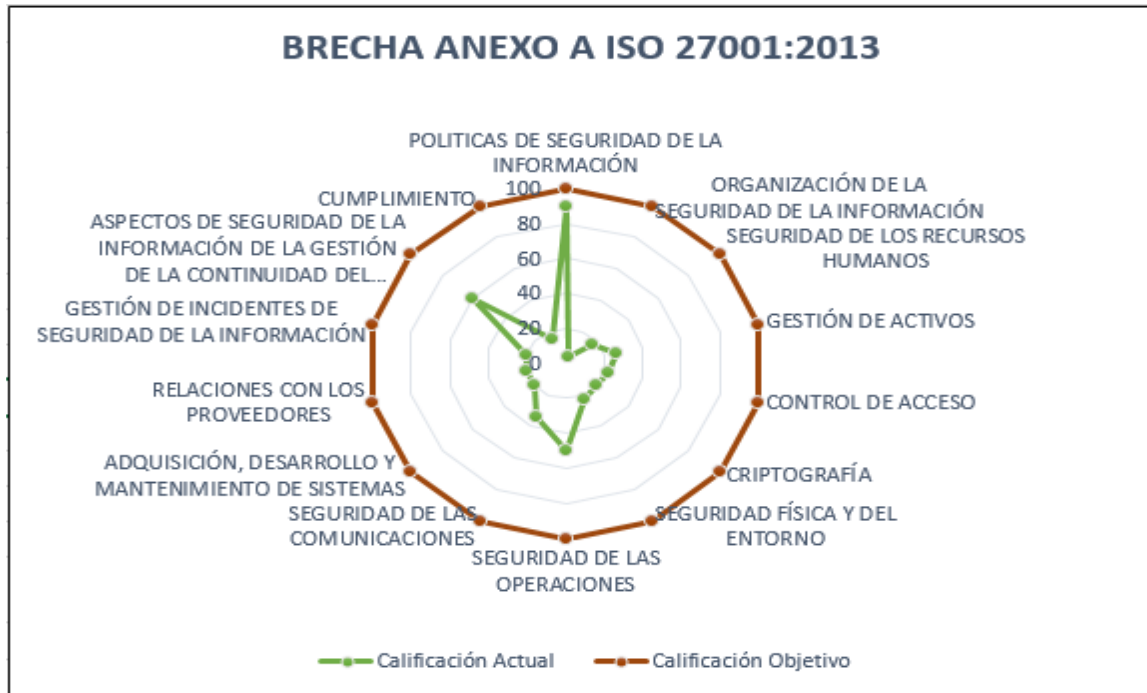 BRECHA ANEXO A ISO 27001:2013
POLITICAS DE SEGURIDAD DE LA
INFORMACIÓN
ORGANIZACIÓN DE LA
SEGURIDAD DE LA INFORMACIÓN
SEGURIDAD DE LOS RECURSOS
HUMANOS
GESTIÓN DE ACTIVOS
CONTROL DE ACCESO
CRIPTOGRAFÍA
SEGURIDAD FÍSICA Y DEL
ENTORNO
SEGURIDAD DE LAS
OPERACIONES
SEGURIDAD DE LAS
COMUNICACIONES
ADQUISICIÓN, DESARROLLO Y
MANTENIMIENTO DE SISTEMAS
RELACIONES CON LOS
PROVEEDORES
GESTIÓN DE INCIDENTES DE
SEGURIDAD DE LA INFORMACIÓN
ASPECTOS DE SEGURIDAD DE LA
INFORMACIÓN DE LA GESTIÓN
DE LA CONTINUIDAD DEL...
CUMPLIMIENTO
100
80
60
40
20
0
Calificación Actual
Calificación Objetivo